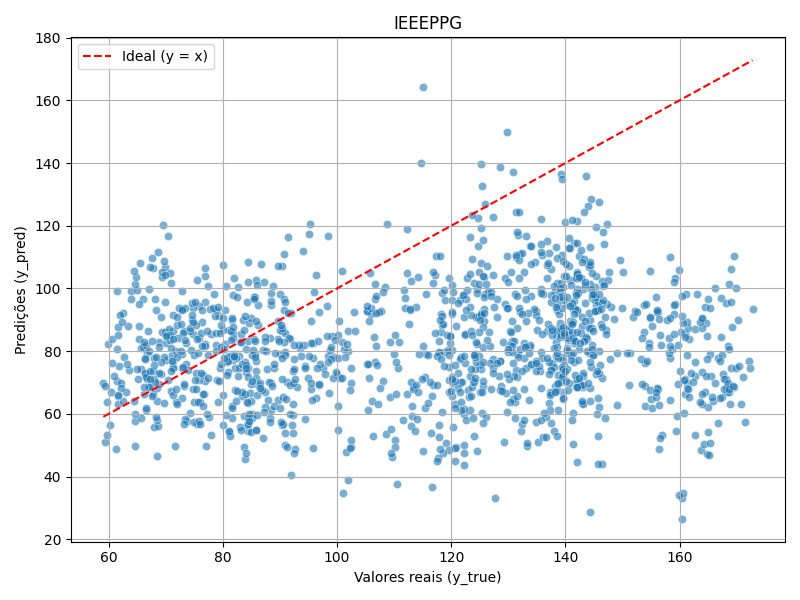 IEEEPPG
Ideal (y = x)
Predições (y_pred)
180
160
140
120
100
80
60
40
20
60 80 100 120 140 160
Valores reais (y_true)